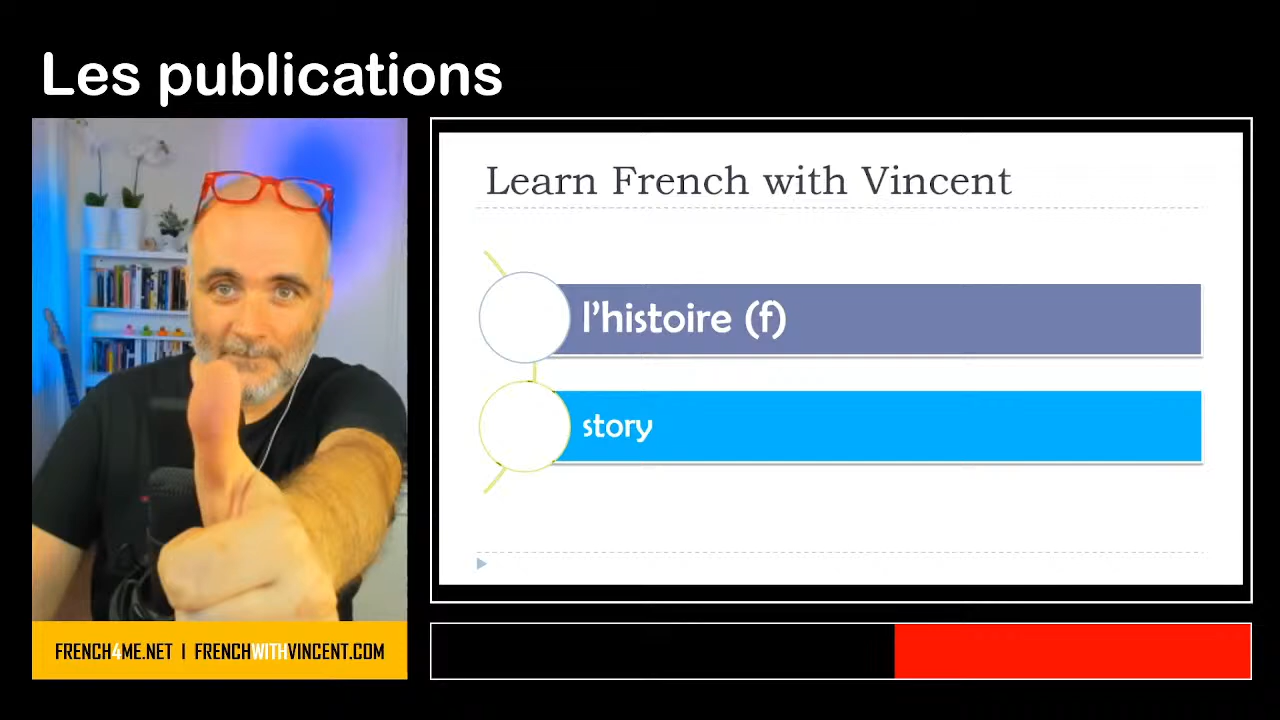 Les publications
Learn French with Vincent
l’histoire (f)
story
FRENCH4ME.NET | FRENCHWITHVINCENT.COM